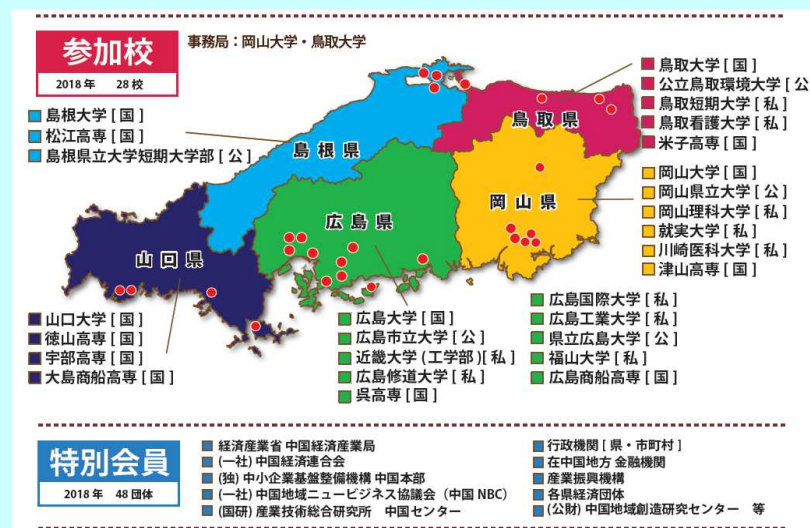 参加校
2018年 28校
事務局：岡山大学・鳥取大学
島根大学 [ 国 ]
松江高専 [ 国 ]
島根県立大学短期大学部 [ 公 ]
鳥取大学 [ 国 ]
公立鳥取環境大学 [ 公
鳥取短期大学 [ 私 ]
鳥取看護大学 [ 私 ]
米子高専 [ 国 ]
島根県
鳥取県
岡山県
広島県
山口県
岡山大学 [ 国 ]
岡山県立大学 [ 公 ]
岡山理科大学 [ 私 ]
就実大学 [ 私 ]
川崎医科大学 [ 私 ]
津山高専 [ 国 ]
山口大学 [ 国 ]
徳山高専 [ 国 ]
宇部高専 [ 国 ]
大島商船高専 [ 国 ]
広島大学 [ 国 ]
広島市立大学 [ 公 ]
近畿大学 (工学部 )[ 私 ]
広島修道大学 [ 私 ]
呉高専 [ 国 ]
広島国際大学 [ 私 ]
広島工業大学 [ 私 ]
県立広島大学 [ 公 ]
福山大学 [ 私 ]
広島商船高専 [ 国 ]
特別会員
2018年 48団体
経済産業省 中国経済産業局
(一社) 中国経済連合会
(独) 中小企業基盤整備機構 中国本部
(一社) 中国地域ニュービジネス協議会（中国 NBC）
(国研) 産業技術総合研究所 中国センター
行政機関 [ 県・市町村 ]
在中国地方 金融機関
産業振興機構
各県経済団体
(公財) 中国地域創造研究センター 等